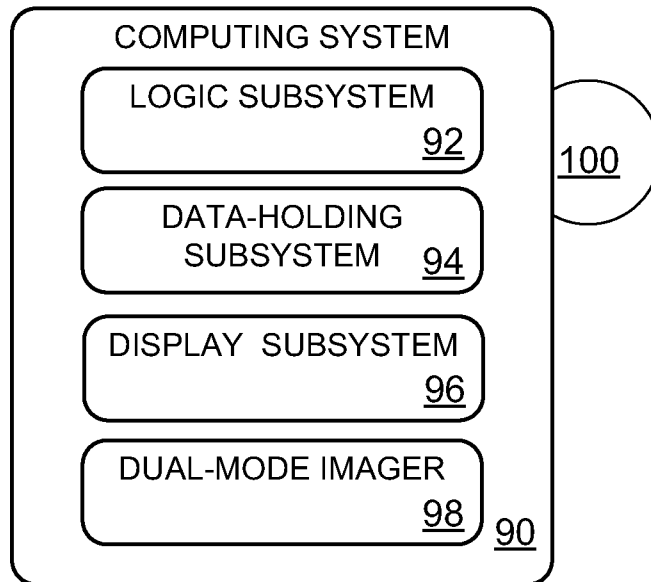 COMPUTING SYSTEM
LOGIC SUBSYSTEM
92
100
DATA-HOLDING
SUBSYSTEM
94
DISPLAY SUBSYSTEM
96
DUAL-MODE IMAGER
98
90